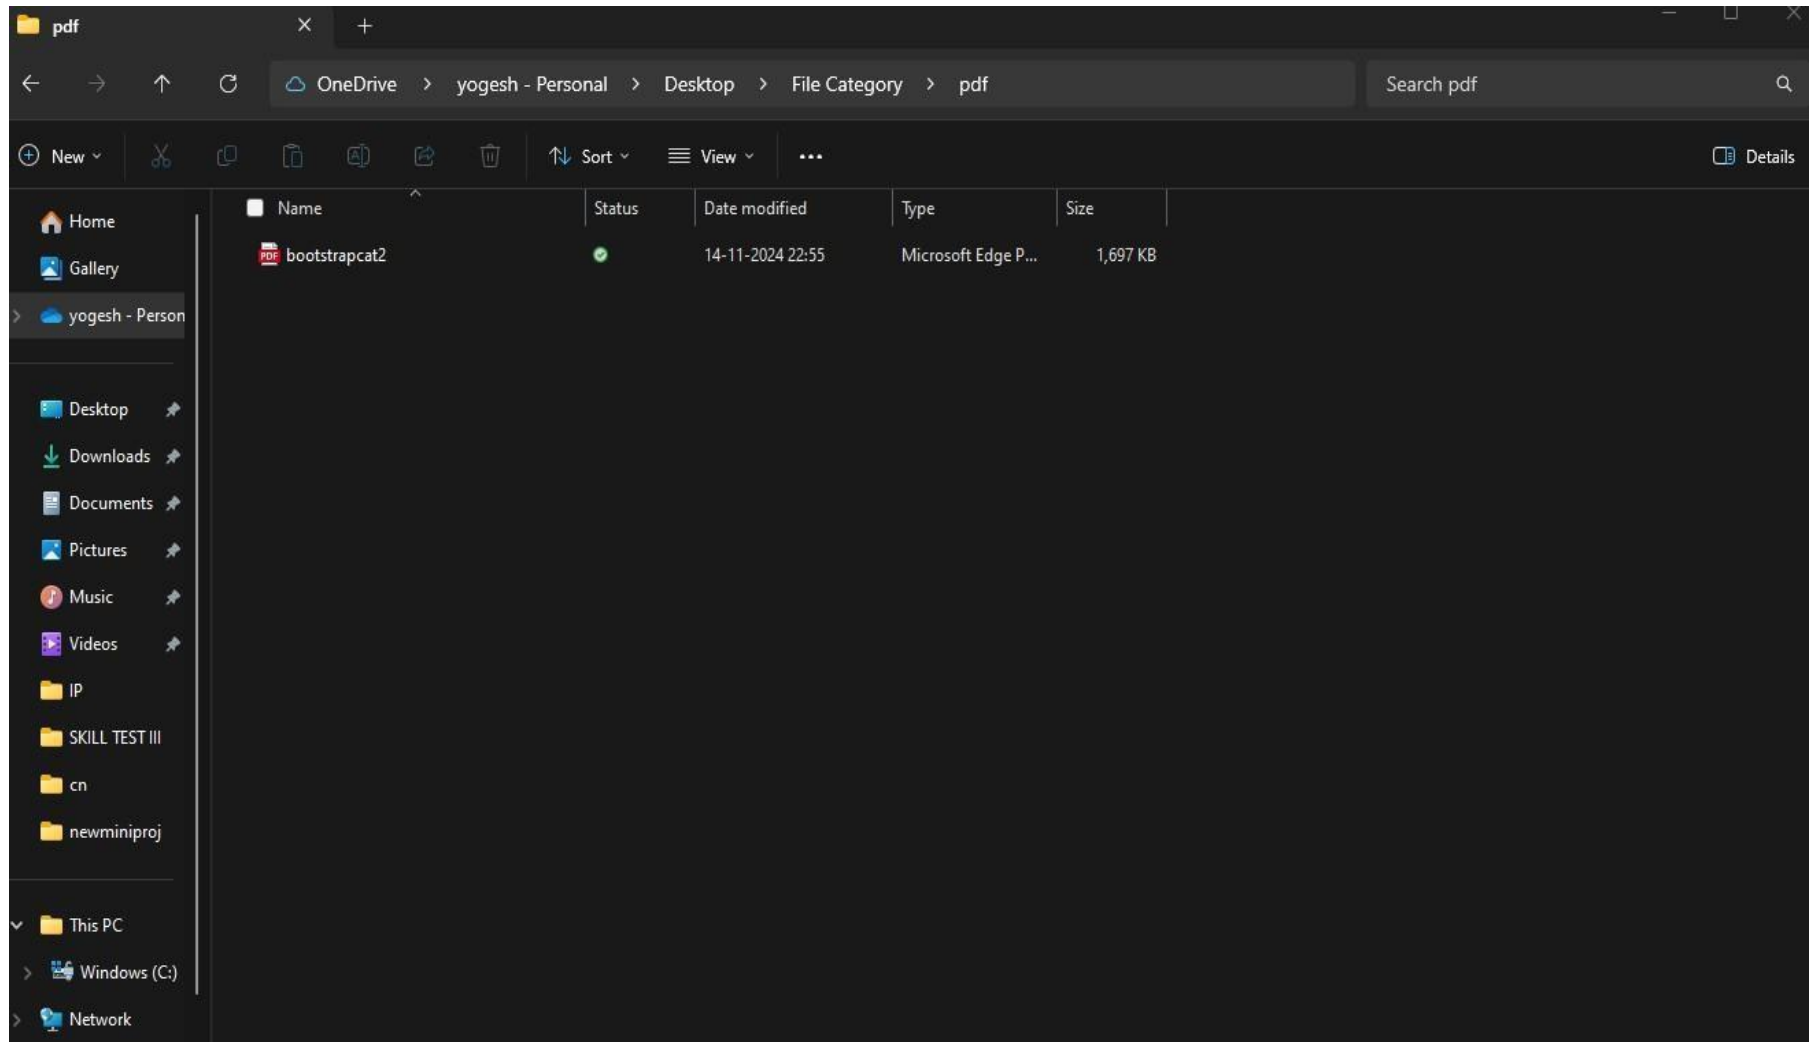 pdf
OneDrive > yogesh - Personal > Desktop > File Category > pdf
Search pdf
New
Sort
View
Details
Name Status Date modified Type Size
PDF bootstrapcat2 14-11-2024 22:55 Microsoft Edge P... 1,697 KB
Home
Gallery
yogesh - Person
Desktop
Downloads
Documents
Pictures
Music
Videos
IP
SKILL TEST III
cn
newminiproj
This PC
Windows (C:)
Network